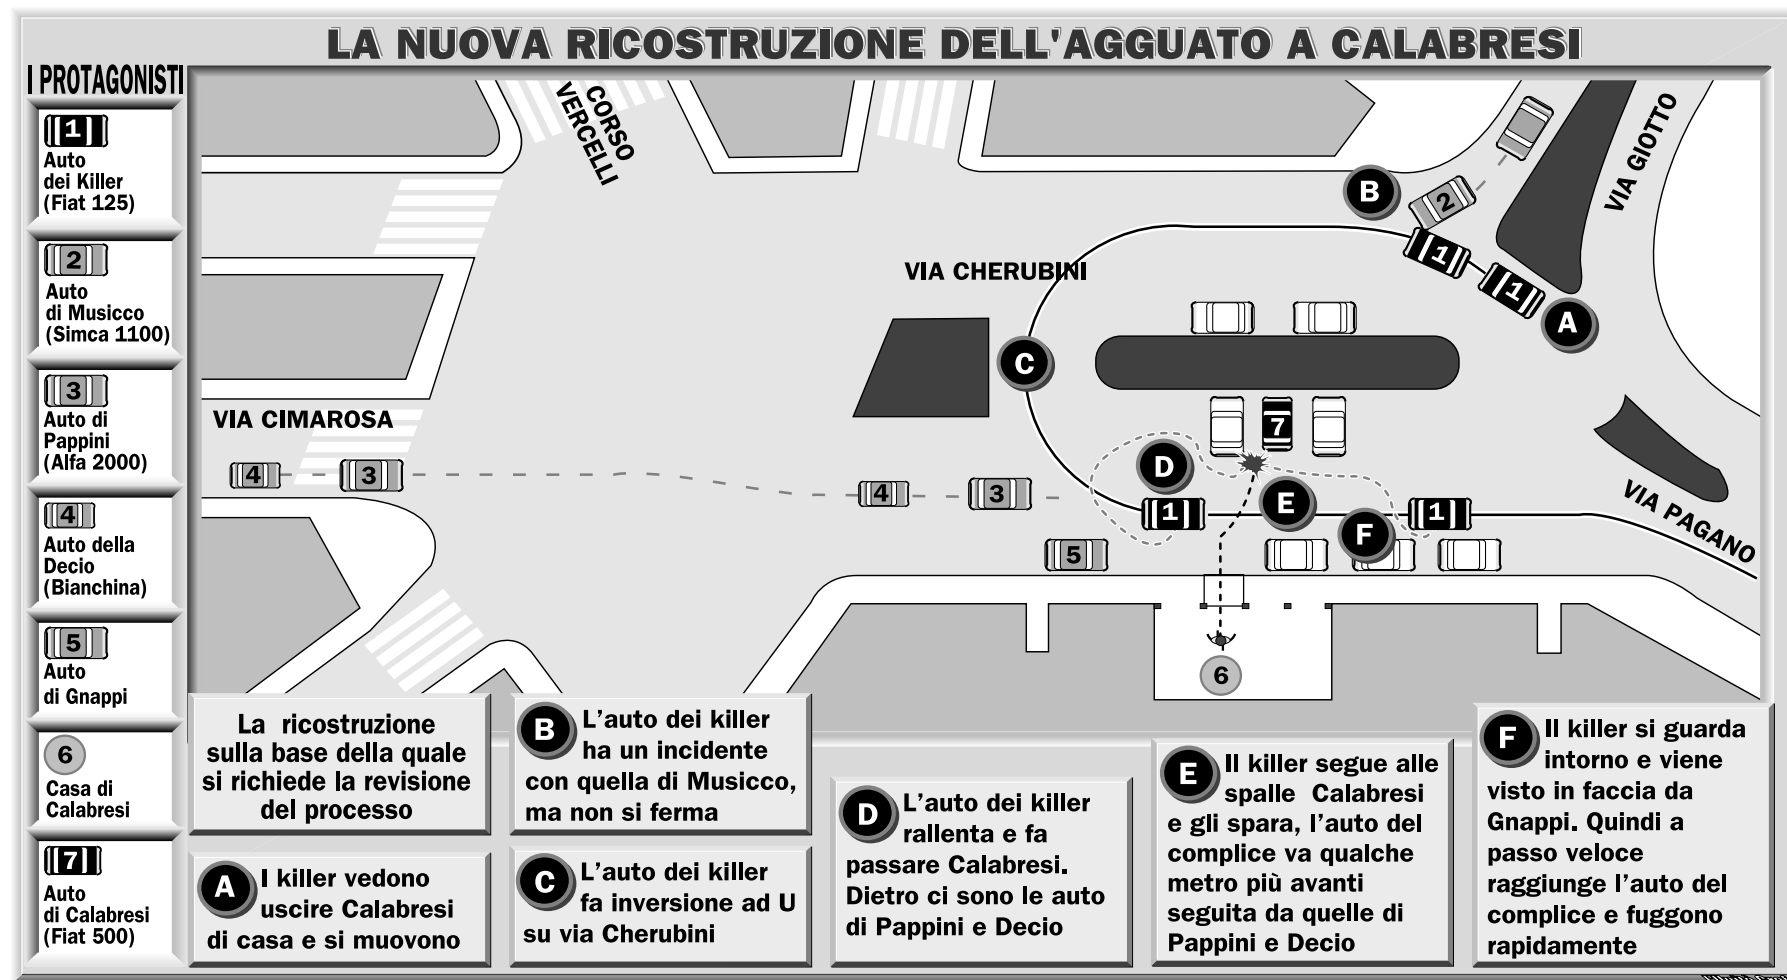 LA NUOVA RICOSTRUZIONE DELL'AGGUATO A CALABRESI
I PROTAGONISTI
1
Auto
dei Killer
(Fiat 125)
2
Auto
di Musicco
(Simca 1100)
3
Auto di
Pappini
(Alfa 2000)
4
Auto della
Decio
(Bianchina)
5
Auto
di Gnappi
6
Casa di
Calabresi
7
Auto
di Calabresi
(Fiat 500)
CORSO
VERCELLI
VIA GIOTTO
B
2
1
1
A
VIA CHERUBINI
C
VIA CIMAROSA
7
D
4
3
4
3
E
1
1
F
5
VIA PAGANO
6
La ricostruzione
sulla base della quale
si richiede la revisione
del processo
A I killer vedono
uscire Calabresi
di casa e si muovono
B L'auto dei killer
ha un incidente
con quella di Musicco,
ma non si ferma
C L'auto dei killer
fa inversione ad U
su via Cherubini
D L'auto dei killer
rallenta e fa
passare Calabresi.
Dietro ci sono le auto
di Pappini e Decio
E Il killer segue alle
spalle Calabresi
e gli spara, l'auto del
complice va qualche
metro più avanti
seguita da quelle di
Pappini e Decio
F Il killer si guarda
intorno e viene
visto in faccia da
Gnappi. Quindi a
passo veloce
raggiunge l'auto del
complice e fuggono
rapidamente